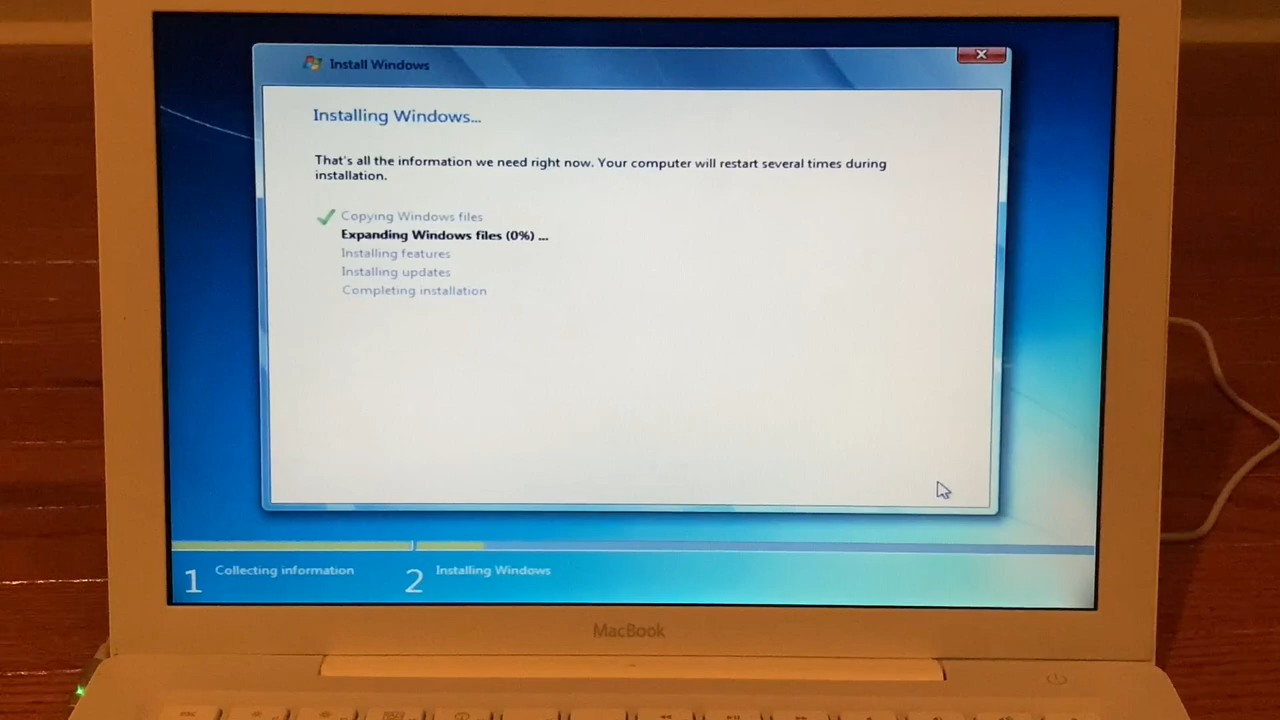 Install Windows
Installing Windows...
That's all the information we need right now. Your computer will restart several times during
installation.
Copying Windows files
Expanding Windows files (0%) ...
Installing features
Installing updates
Completing installation
1 Collecting information
2 Installing Windows
MacBook
esc